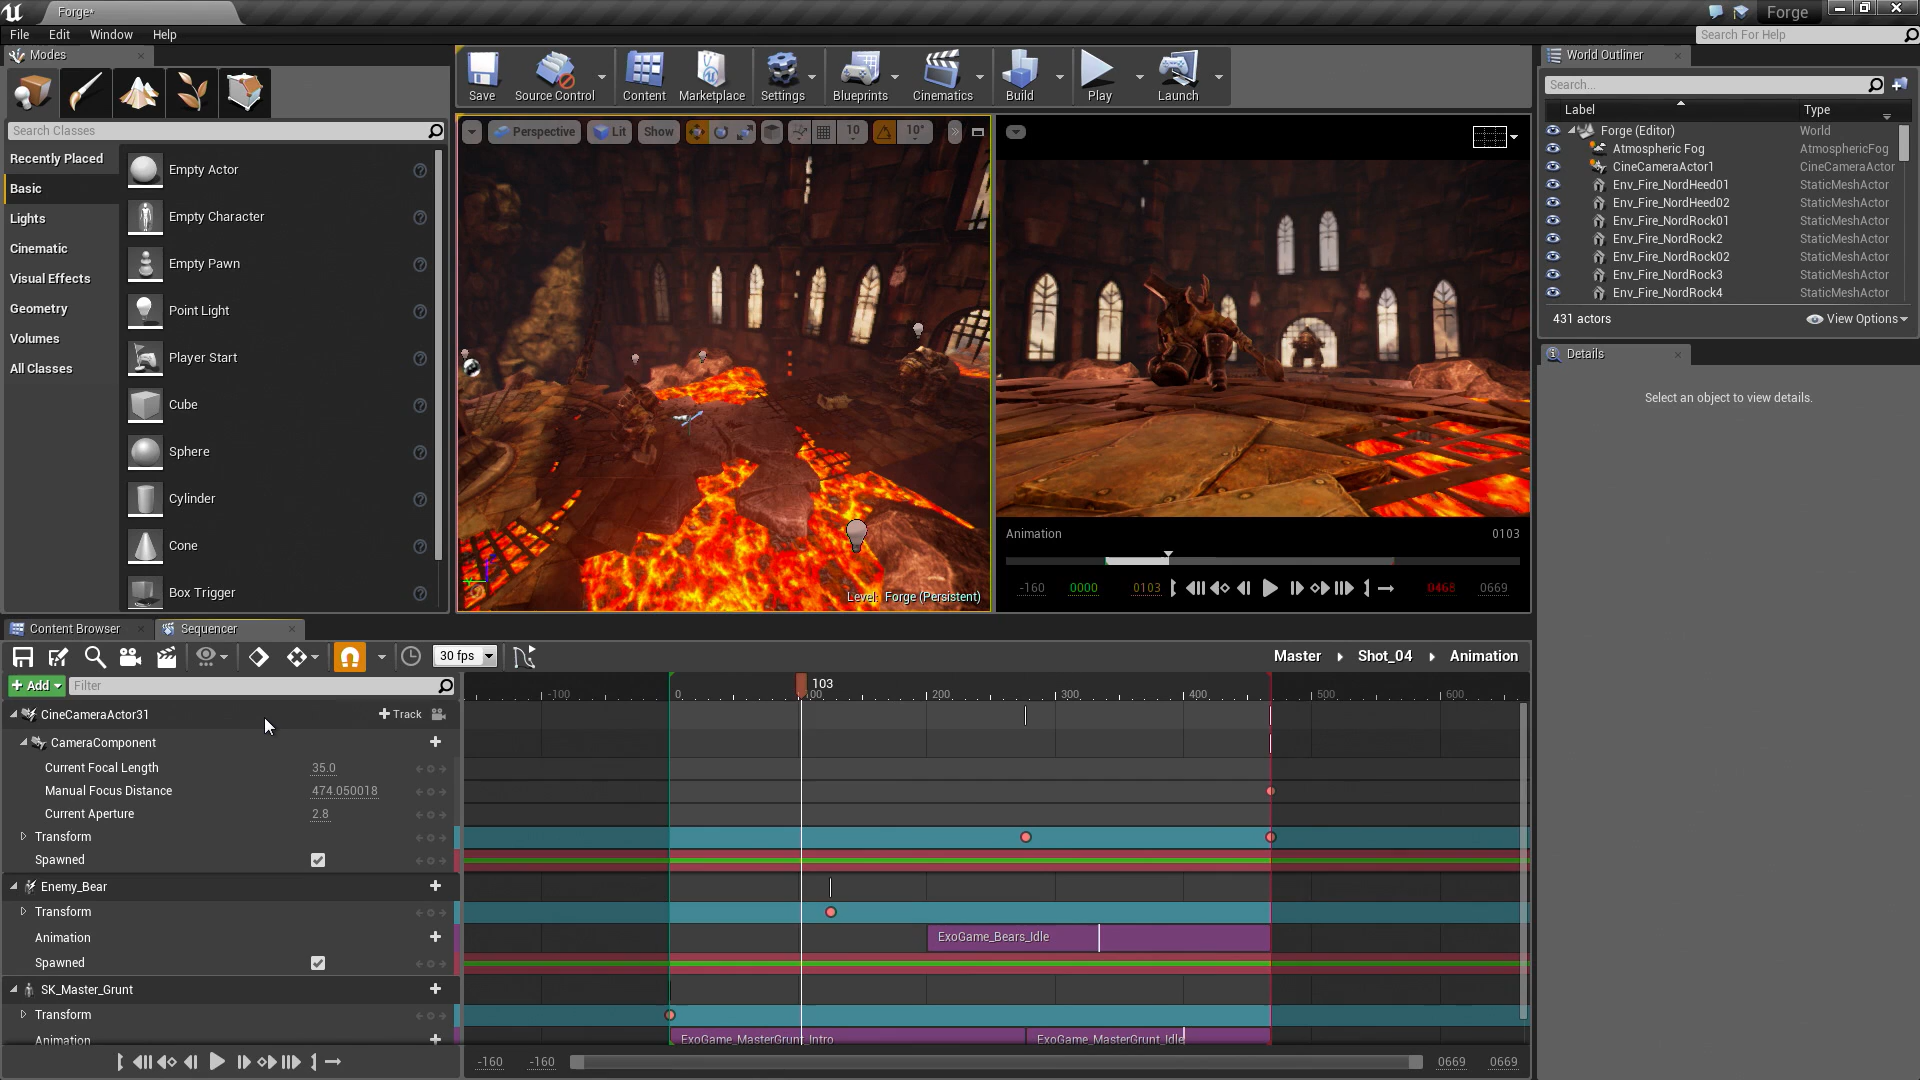 Forge*
Forge
File Edit Window Help
Search For Help
Modes
Search Classes
Recently Placed
Basic
Lights
Cinematic
Visual Effects
Geometry
Volumes
All Classes
Empty Actor
Empty Character
Empty Pawn
Point Light
Player Start
Cube
Sphere
Cylinder
Cone
Box Trigger
Save
Source Control
Content
Marketplace
Settings
Blueprints
Cinematics
Build
Play
Launch
Perspective Lit Show 10 10°
Level: Forge (Persistent)
Animation 0103
-160 0000 0103 0468 0669
World Outliner
Search...
Label Type
Forge (Editor) World
Atmospheric Fog AtmosphericFog
CineCameraActor1 CineCameraActor
Env_Fire_NordHeed01 StaticMeshActor
Env_Fire_NordHeed02 StaticMeshActor
Env_Fire_NordRock01 StaticMeshActor
Env_Fire_NordRock2 StaticMeshActor
Env_Fire_NordRock02 StaticMeshActor
Env_Fire_NordRock3 StaticMeshActor
Env_Fire_NordRock4 StaticMeshActor
431 actors View Options
Details
Select an object to view details.
Content Browser
Sequencer
30 fps
Master Shot_04 Animation
Add Filter
-100 0 103 200 300 400 500 600
CineCameraActor31 Track
CameraComponent
Current Focal Length 35.0
Manual Focus Distance 474.050018
Current Aperture 2.8
Transform
Spawned
Enemy_Bear
Transform
Animation
ExoGame_Bears_Idle
Spawned
SK_Master_Grunt
Transform
Animation
ExoGame_MasterGrunt_Intro ExoGame_MasterGrunt_Idle
-160 -160 0669 0669